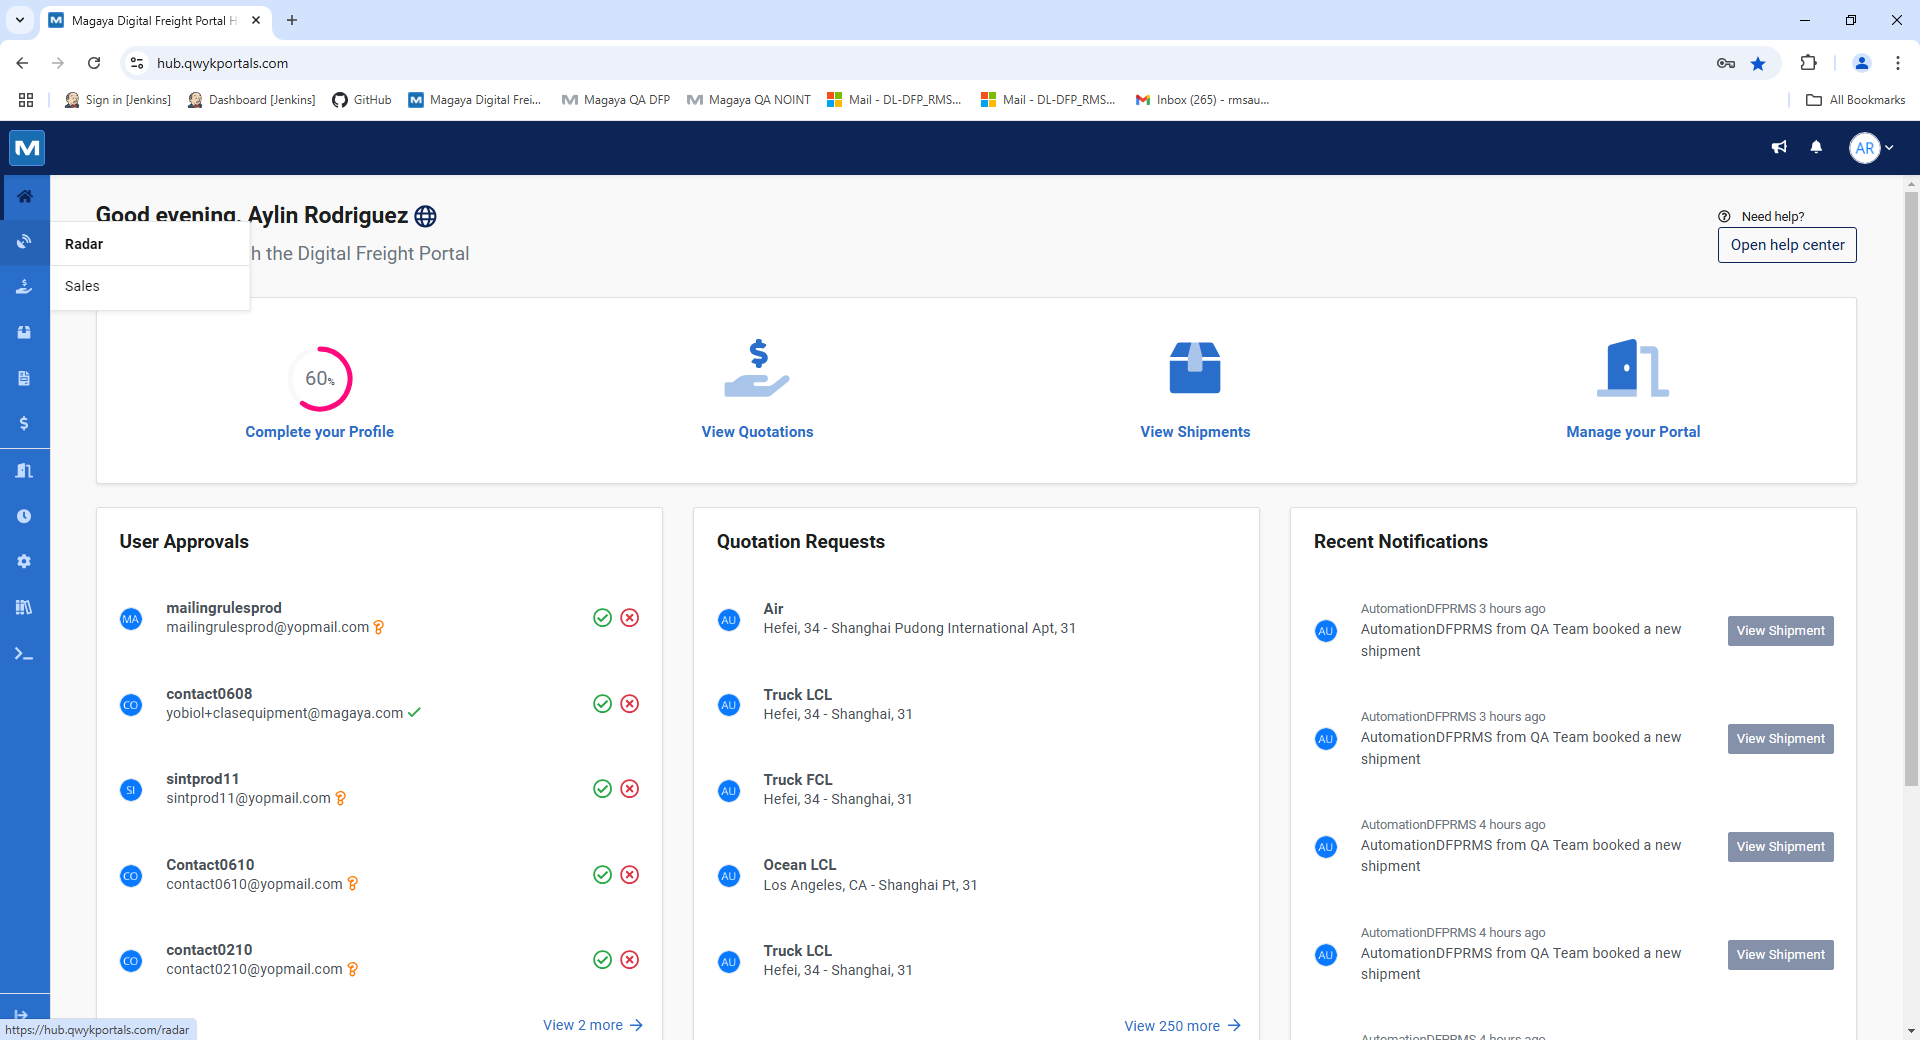 Magaya Digital Freight Portal H
hub.qwykportals.com
Sign in [Jenkins]
Dashboard [Jenkins]
GitHub
Magaya Digital Frei...
Magaya QA DFP
Magaya QA NOINT
Mail - DL-DFP_RMS...
Mail - DL-DFP_RMS...
Inbox (265) - rmsau...
All Bookmarks
AR
Good evening, Aylin Rodriguez
h the Digital Freight Portal
Need help?
Open help center
Radar
Sales
60%
Complete your Profile
View Quotations
View Shipments
Manage your Portal
User Approvals
MA
mailingrulesprod
mailingrulesprod@yopmail.com
CO
contact0608
yobiol+clasequipment@magaya.com
SI
sintprod11
sintprod11@yopmail.com
CO
Contact0610
contact0610@yopmail.com
CO
contact0210
contact0210@yopmail.com
View 2 more
Quotation Requests
AU
Air
Hefei, 34 - Shanghai Pudong International Apt, 31
AU
Truck LCL
Hefei, 34 - Shanghai, 31
AU
Truck FCL
Hefei, 34 - Shanghai, 31
AU
Ocean LCL
Los Angeles, CA - Shanghai Pt, 31
AU
Truck LCL
Hefei, 34 - Shanghai, 31
View 250 more
Recent Notifications
AU
AutomationDFPRMS 3 hours ago
AutomationDFPRMS from QA Team booked a new
shipment
View Shipment
AU
AutomationDFPRMS 3 hours ago
AutomationDFPRMS from QA Team booked a new
shipment
View Shipment
AU
AutomationDFPRMS 4 hours ago
AutomationDFPRMS from QA Team booked a new
shipment
View Shipment
AU
AutomationDFPRMS 4 hours ago
AutomationDFPRMS from QA Team booked a new
shipment
View Shipment
AutomationDFPRMS 4 hours ago
https://hub.qwykportals.com/radar